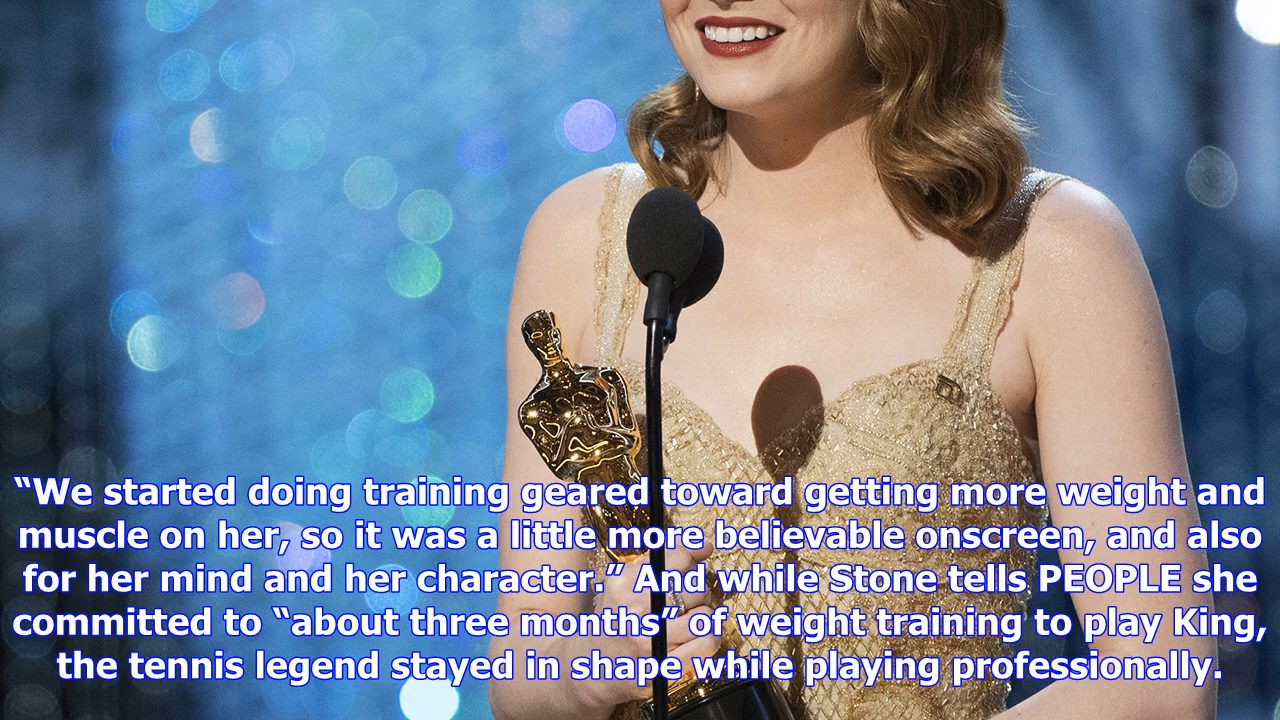 “We started doing training geared toward getting more weight and
muscle on her, so it was a little more believable onscreen, and also
for her mind and her character.” And while Stone tells PEOPLE she
committed to “about three months” of weight training to play King,
the tennis legend stayed in shape while playing professionally.